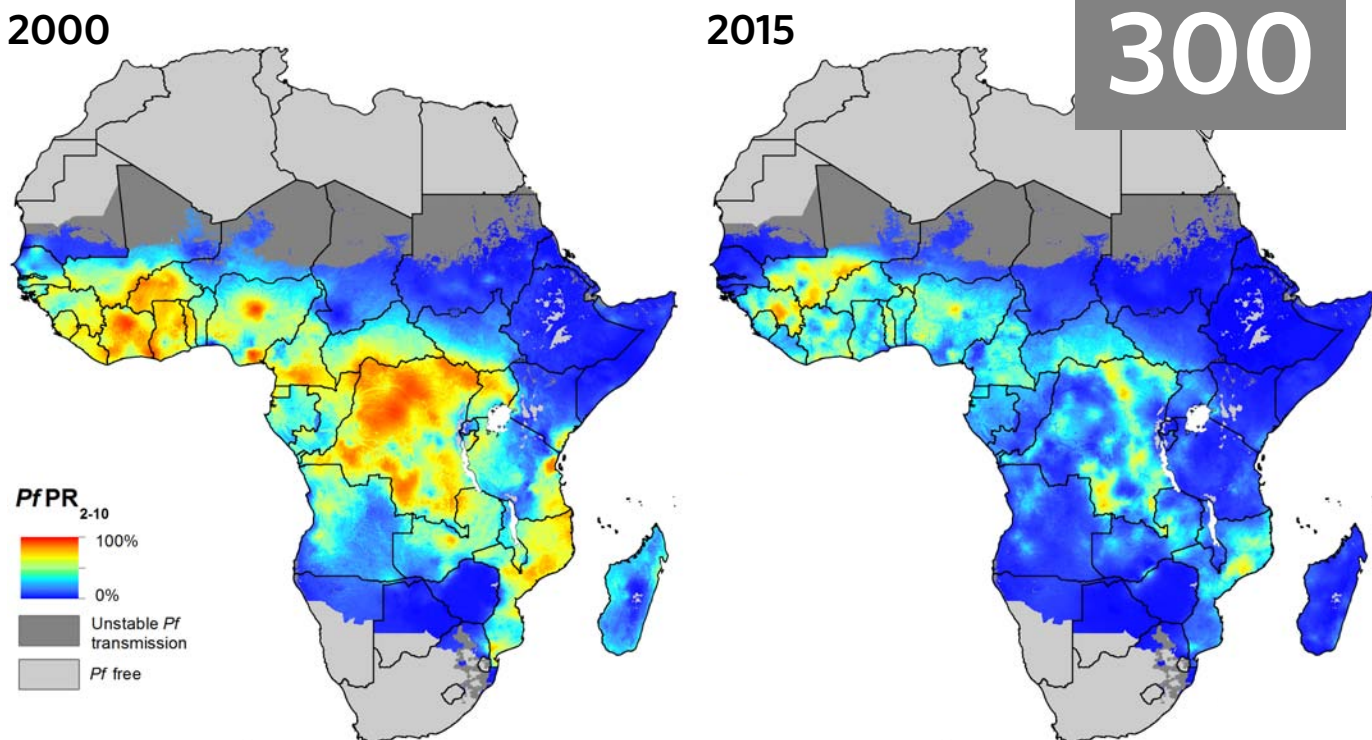 2000
2015
300
PfPR2-10
100%
0%
Unstable Pf
transmission
Pf free